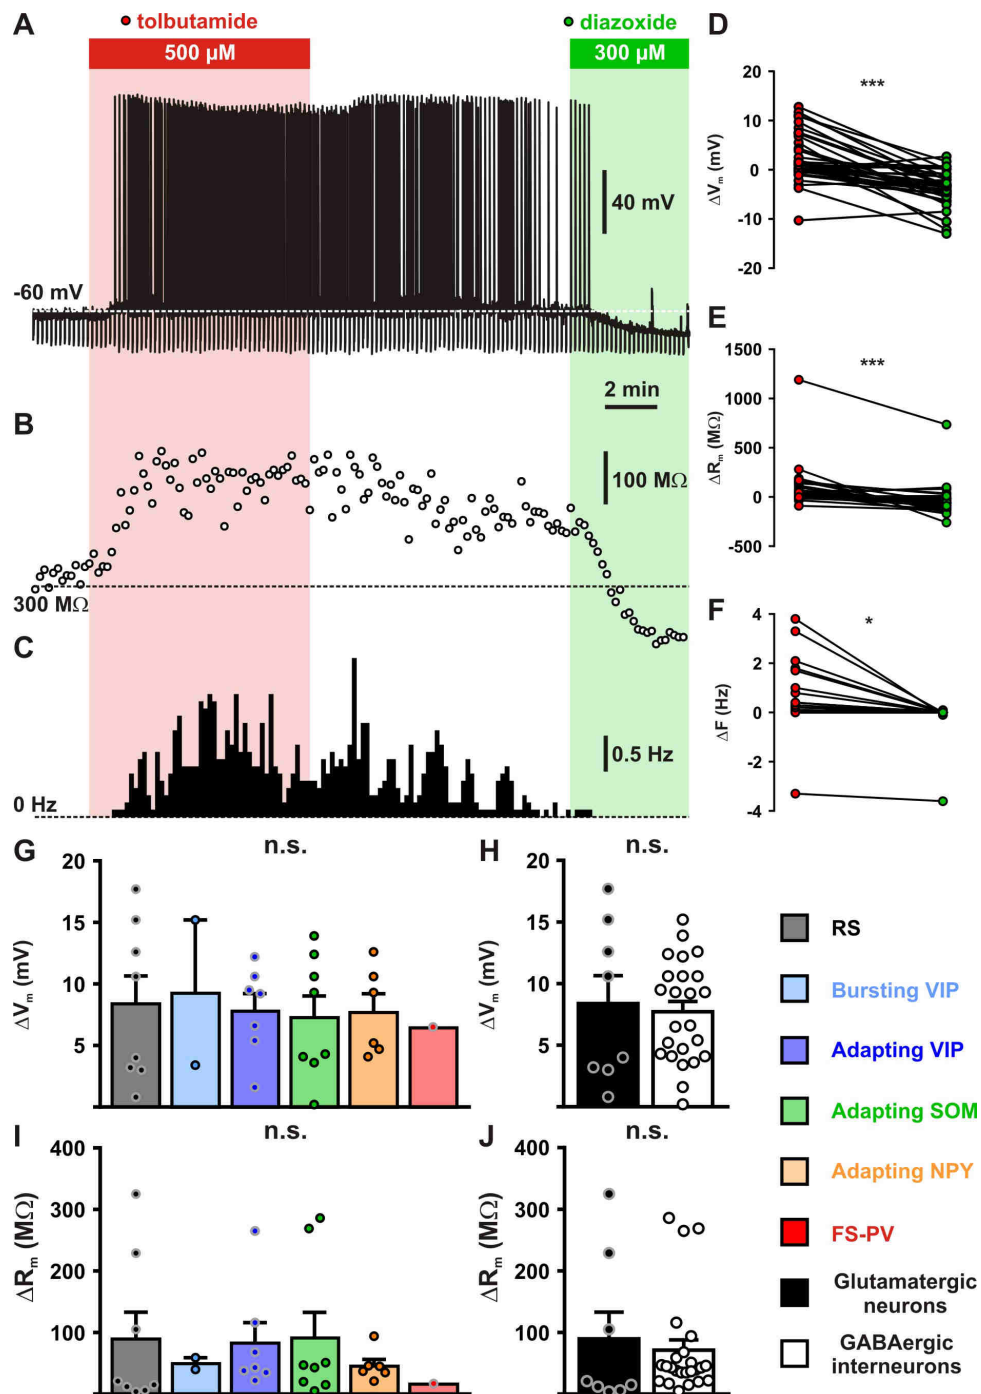 A
tolbutamide
500 µM
diazoxide
300 µM
40 mV
-60 mV
2 min
B
100 MΩ
300 MΩ
C
0.5 Hz
0 Hz
D
ΔVm (mV)
20
10
0
-10
-20
***
E
ΔRm (MΩ)
1500
1000
500
0
-500
***
F
ΔF (Hz)
4
2
0
-2
-4
*
G
n.s.
ΔVm (mV)
20
15
10
5
H
n.s.
ΔVm (mV)
20
15
10
5
I
n.s.
ΔRm (MΩ)
400
300
200
100
J
n.s.
ΔRm (MΩ)
400
300
200
100
RS
Bursting VIP
Adapting VIP
Adapting SOM
Adapting NPY
FS-PV
Glutamatergic
neurons
GABAergic
interneurons